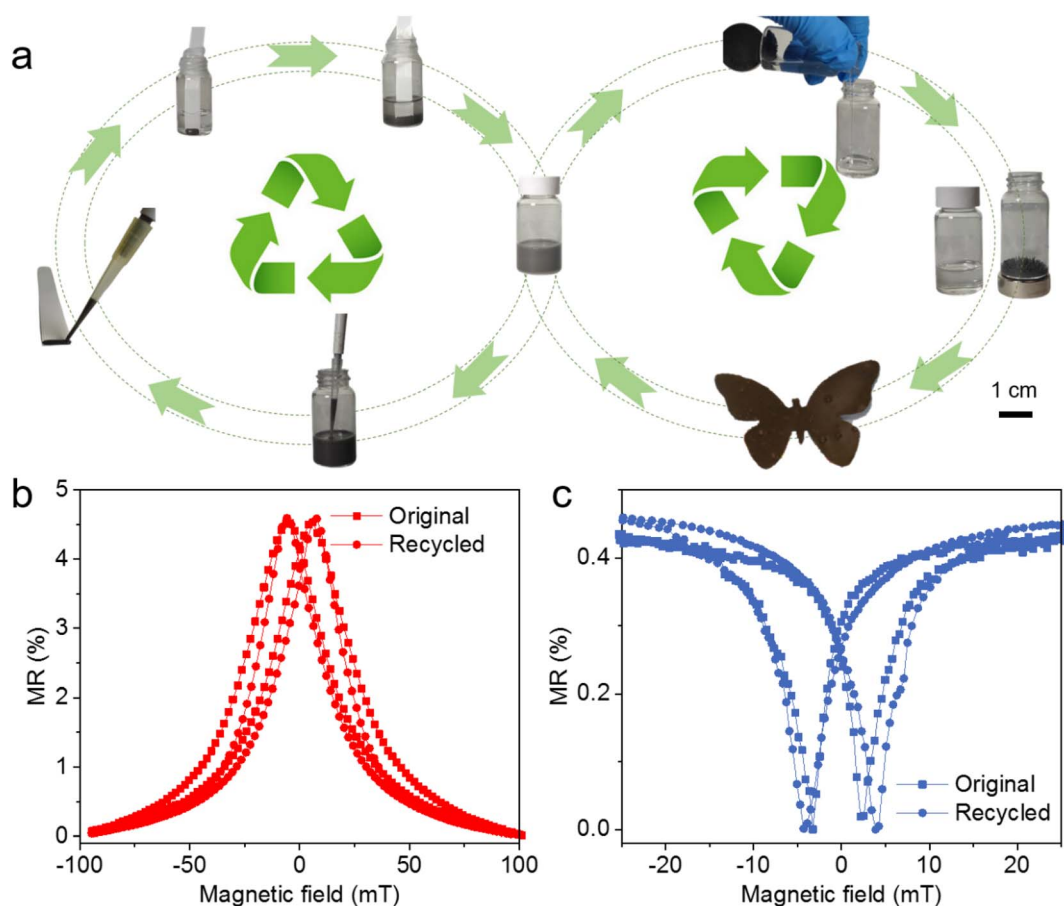 a
1 cm
b
5
4
3
2
1
0
MR (%)
Original
Recycled
-100
-50
0
50
100
Magnetic field (mT)
c
0.4
0.2
0.0
MR (%)
Original
Recycled
-20
-10
0
10
20
Magnetic field (mT)